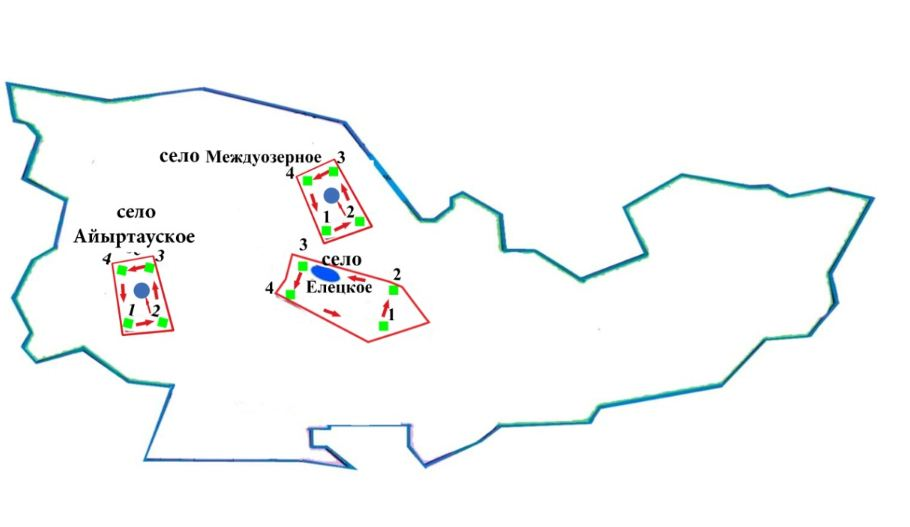 село Междуозерное
4 3
1 2
село
Айыртауское
4 3
1 2
3
село
2
4
Елецкое
1